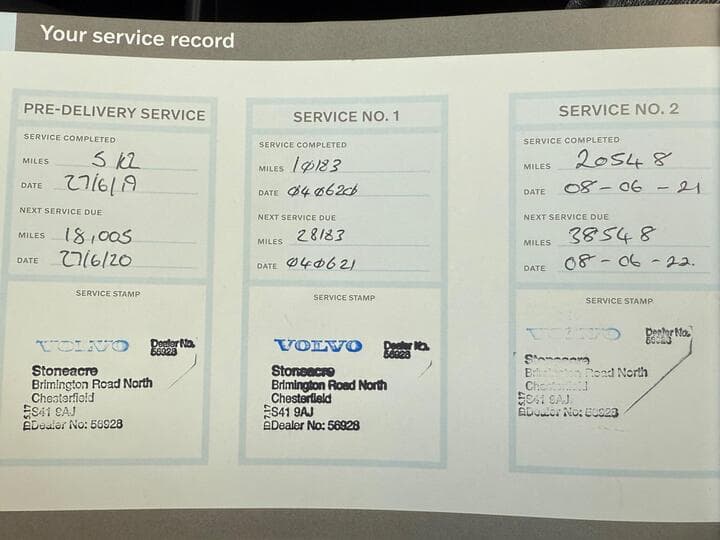 Your service record
PRE-DELIVERY SERVICE
SERVICE COMPLETED
MILES
DATE 27/6/19
NEXT SERVICE DUE
MILES 18,005
DATE 27/6/20
SERVICE STAMP
VOLVO Dealer No.
56928
Stoneacre
Brimington Road North
Chesterfield
S41 9AJ
Dealer No: 56928
SERVICE NO. 1
SERVICE COMPLETED
MILES 10183
DATE 040620
NEXT SERVICE DUE
MILES 28183
DATE 040621
SERVICE STAMP
VOLVO Dealer No.
56928
Stoneacre
Brimington Road North
Chesterfield
S41 9AJ
Dealer No: 56928
SERVICE NO. 2
SERVICE COMPLETED
MILES 20548
DATE 08-06-21
NEXT SERVICE DUE
MILES 38548
DATE 08-06-22.
SERVICE STAMP
VOLVO Dealer No.
Stoneacre
Brimington Road North
Chesterfield
S41 9AJ
Dealer No: 56928